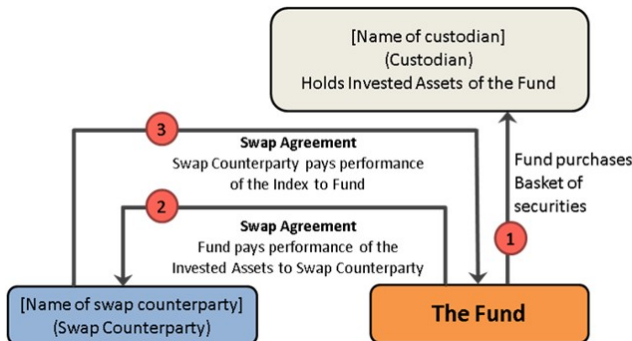 [Name of custodian]
(Custodian)
Holds Invested Assets of the Fund
3
Swap Agreement
Swap Counterparty pays performance
of the Index to Fund
Fund purchases
Basket of
securities
2
Swap Agreement
Fund pays performance of the
Invested Assets to Swap Counterparty
1
[Name of swap counterparty]
(Swap Counterparty)
The Fund